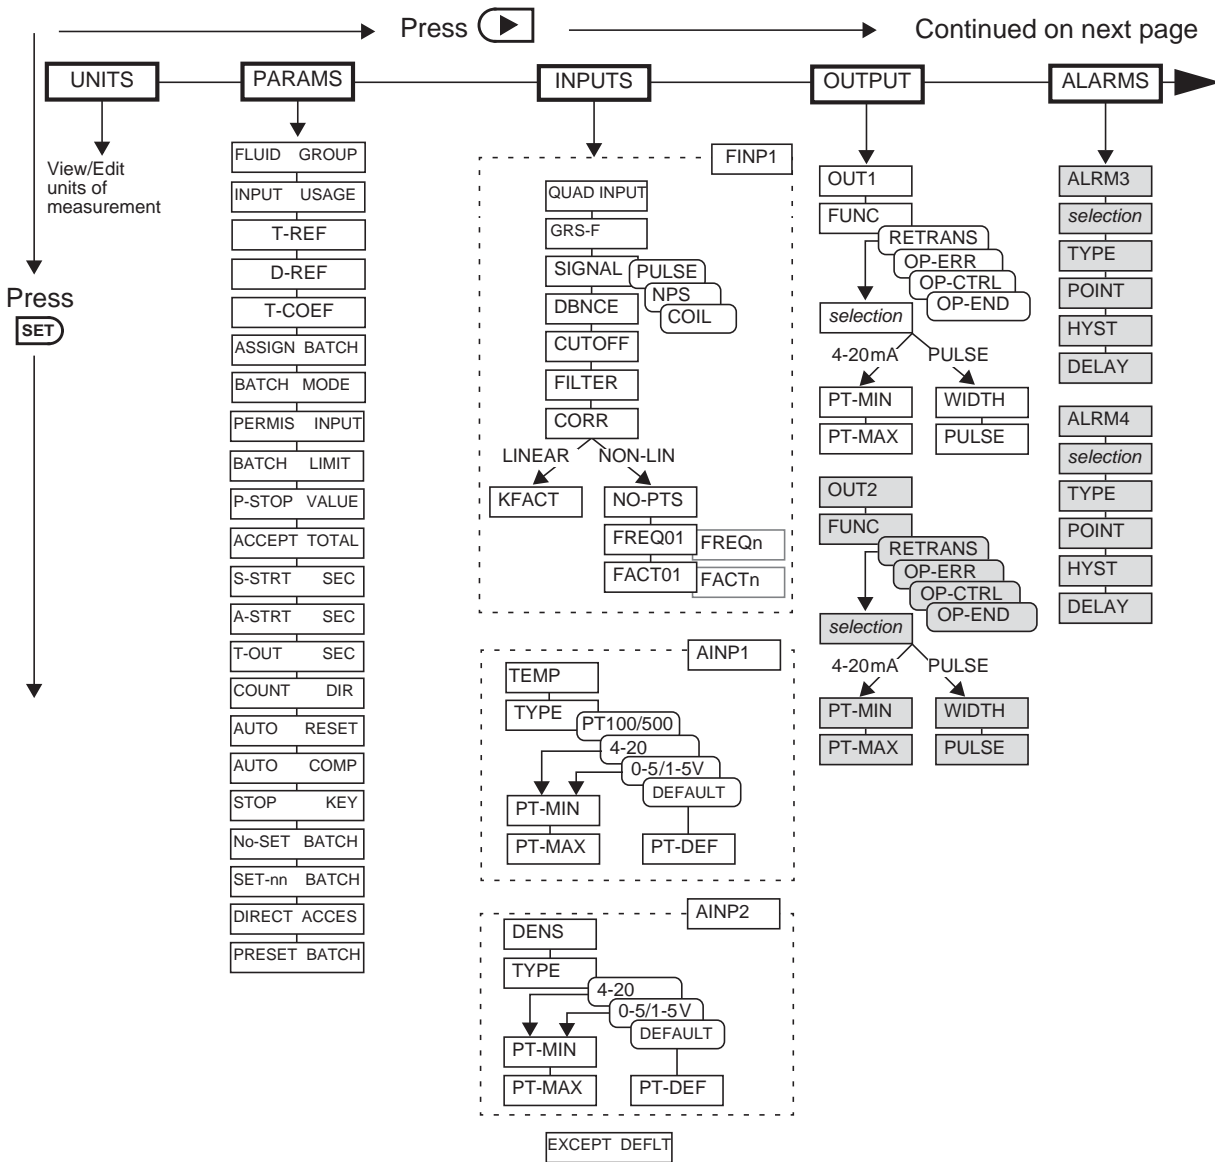 Press
Continued on next page
UNITS
PARAMS
INPUTS
OUTPUT
ALARMS
View/Edit
units of
measurement
Press
SET
FLUID GROUP
INPUT USAGE
T-REF
D-REF
T-COEF
ASSIGN BATCH
BATCH MODE
PERMIS INPUT
BATCH LIMIT
P-STOP VALUE
ACCEPT TOTAL
S-STRT SEC
A-STRT SEC
T-OUT SEC
COUNT DIR
AUTO RESET
AUTO COMP
STOP KEY
No-SET BATCH
SET-nn BATCH
DIRECT ACCES
PRESET BATCH
FINP1
QUAD INPUT
GRS-F
SIGNAL
PULSE
NPS
COIL
DBNCE
CUTOFF
FILTER
CORR
LINEAR
NON-LIN
KFACT
NO-PTS
FREQ01
FREQn
FACT01
FACTn
AINP1
TEMP
TYPE
PT100/500
4-20
0-5/1-5V
DEFAULT
PT-MIN
PT-MAX
PT-DEF
AINP2
DENS
TYPE
4-20
0-5/1-5V
DEFAULT
PT-MIN
PT-MAX
PT-DEF
EXCEPT DEFLT
OUT1
FUNC
RETRANS
OP-ERR
OP-CTRL
OP-END
selection
4-20mA
PULSE
PT-MIN
WIDTH
PT-MAX
PULSE
OUT2
FUNC
RETRANS
OP-ERR
OP-CTRL
OP-END
selection
4-20mA
PULSE
PT-MIN
WIDTH
PT-MAX
PULSE
ALRM3
selection
TYPE
POINT
HYST
DELAY
ALRM4
selection
TYPE
POINT
HYST
DELAY